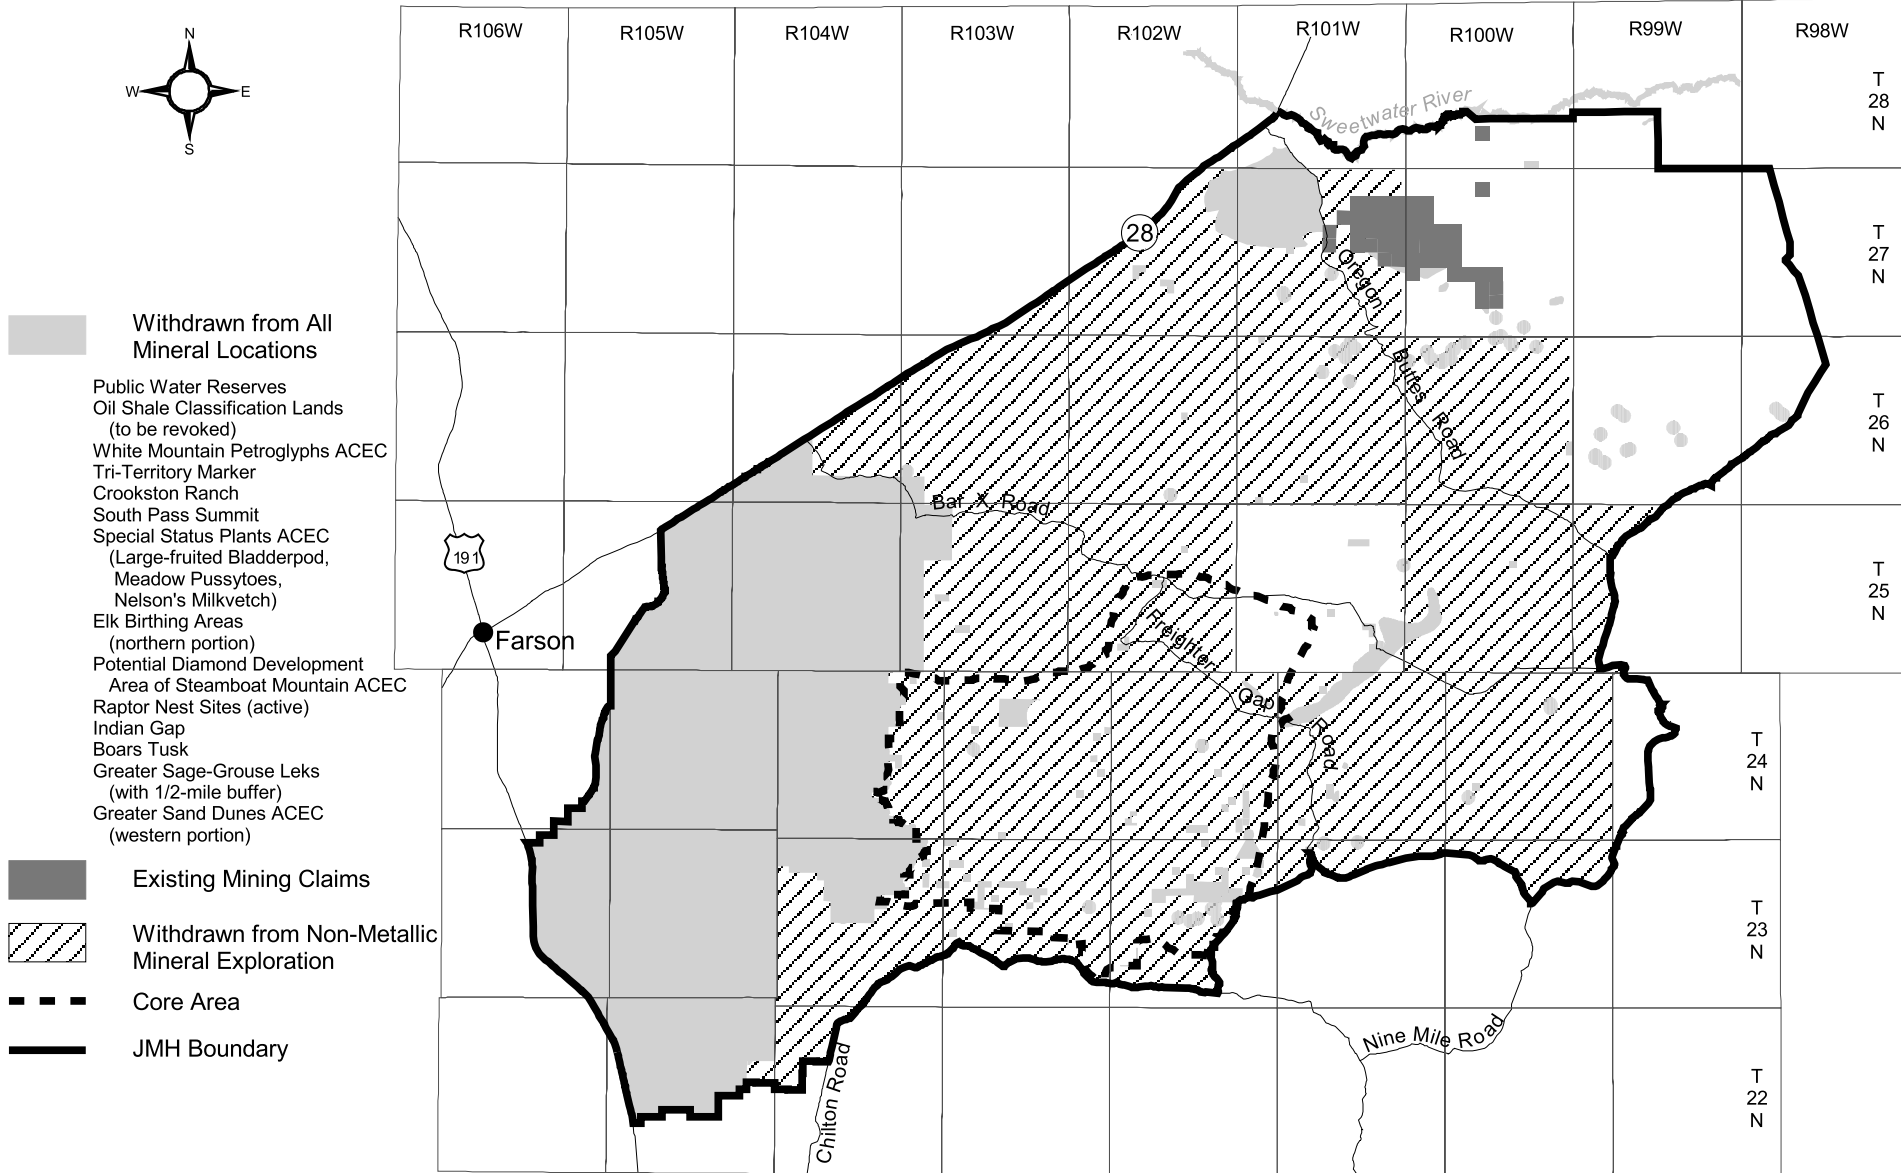 R106W
R105W
R104W
R103W
R102W
R101W
R100W
R99W
R98W
N
W
E
S
T
28
N
Sweetwater River
28
T
27
N
Oregon
Buttes
Road
T
26
N
Bar X Road
191
Farson
T
25
N
Freighter
Gap
Road
T
24
N
T
23
N
Nine Mile Road
Chilton Road
T
22
N
Withdrawn from All
Mineral Locations
Public Water Reserves
Oil Shale Classification Lands
(to be revoked)
White Mountain Petroglyphs ACEC
Tri-Territory Marker
Crookston Ranch
South Pass Summit
Special Status Plants ACEC
(Large-fruited Bladderpod,
Meadow Pussytoes,
Nelson's Milkvetch)
Elk Birthing Areas
(northern portion)
Potential Diamond Development
Area of Steamboat Mountain ACEC
Raptor Nest Sites (active)
Indian Gap
Boars Tusk
Greater Sage-Grouse Leks
(with 1/2-mile buffer)
Greater Sand Dunes ACEC
(western portion)
Existing Mining Claims
Withdrawn from Non-Metallic
Mineral Exploration
Core Area
JMH Boundary